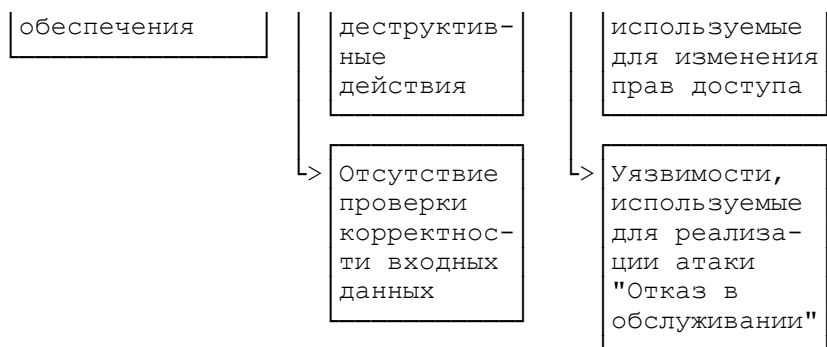 обеспечения
деструктив-
ные
действия
используемые
для изменения
прав доступа
Отсутствие
проверки
корректнос-
ти входных
данных
Уязвимости,
используемые
для реализа-
ции атаки
"Отказ в
обслуживании"